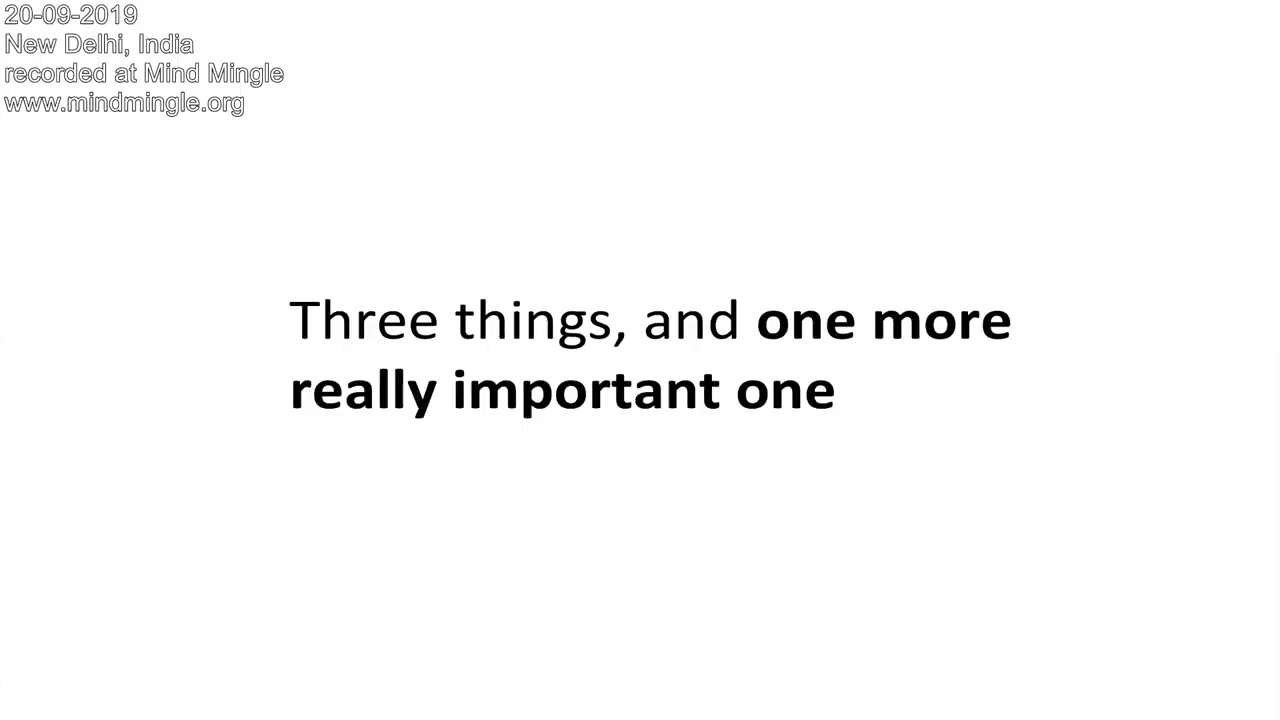 20-09-2019
New Delhi, India
recorded at Mind Mingle
www.mindmingle.org
Three things, and one more
really important one